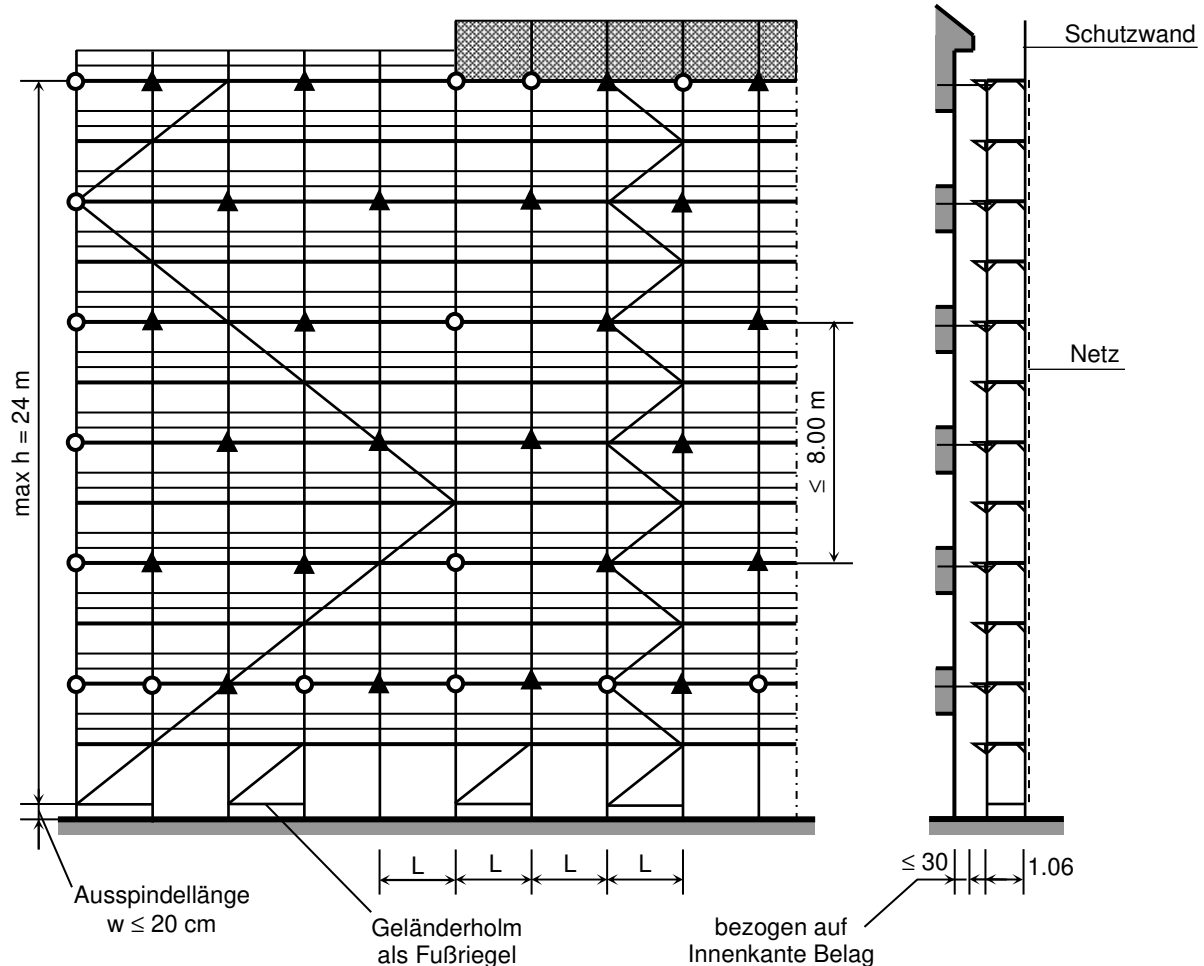 Schutzwand
Netz
max h = 24 m
≤ 8.00 m
L L L L
≤ 30
1.06
Ausspindellänge
w ≤ 20 cm
Geländerholm
als Fußriegel
bezogen auf
Innenkante Belag